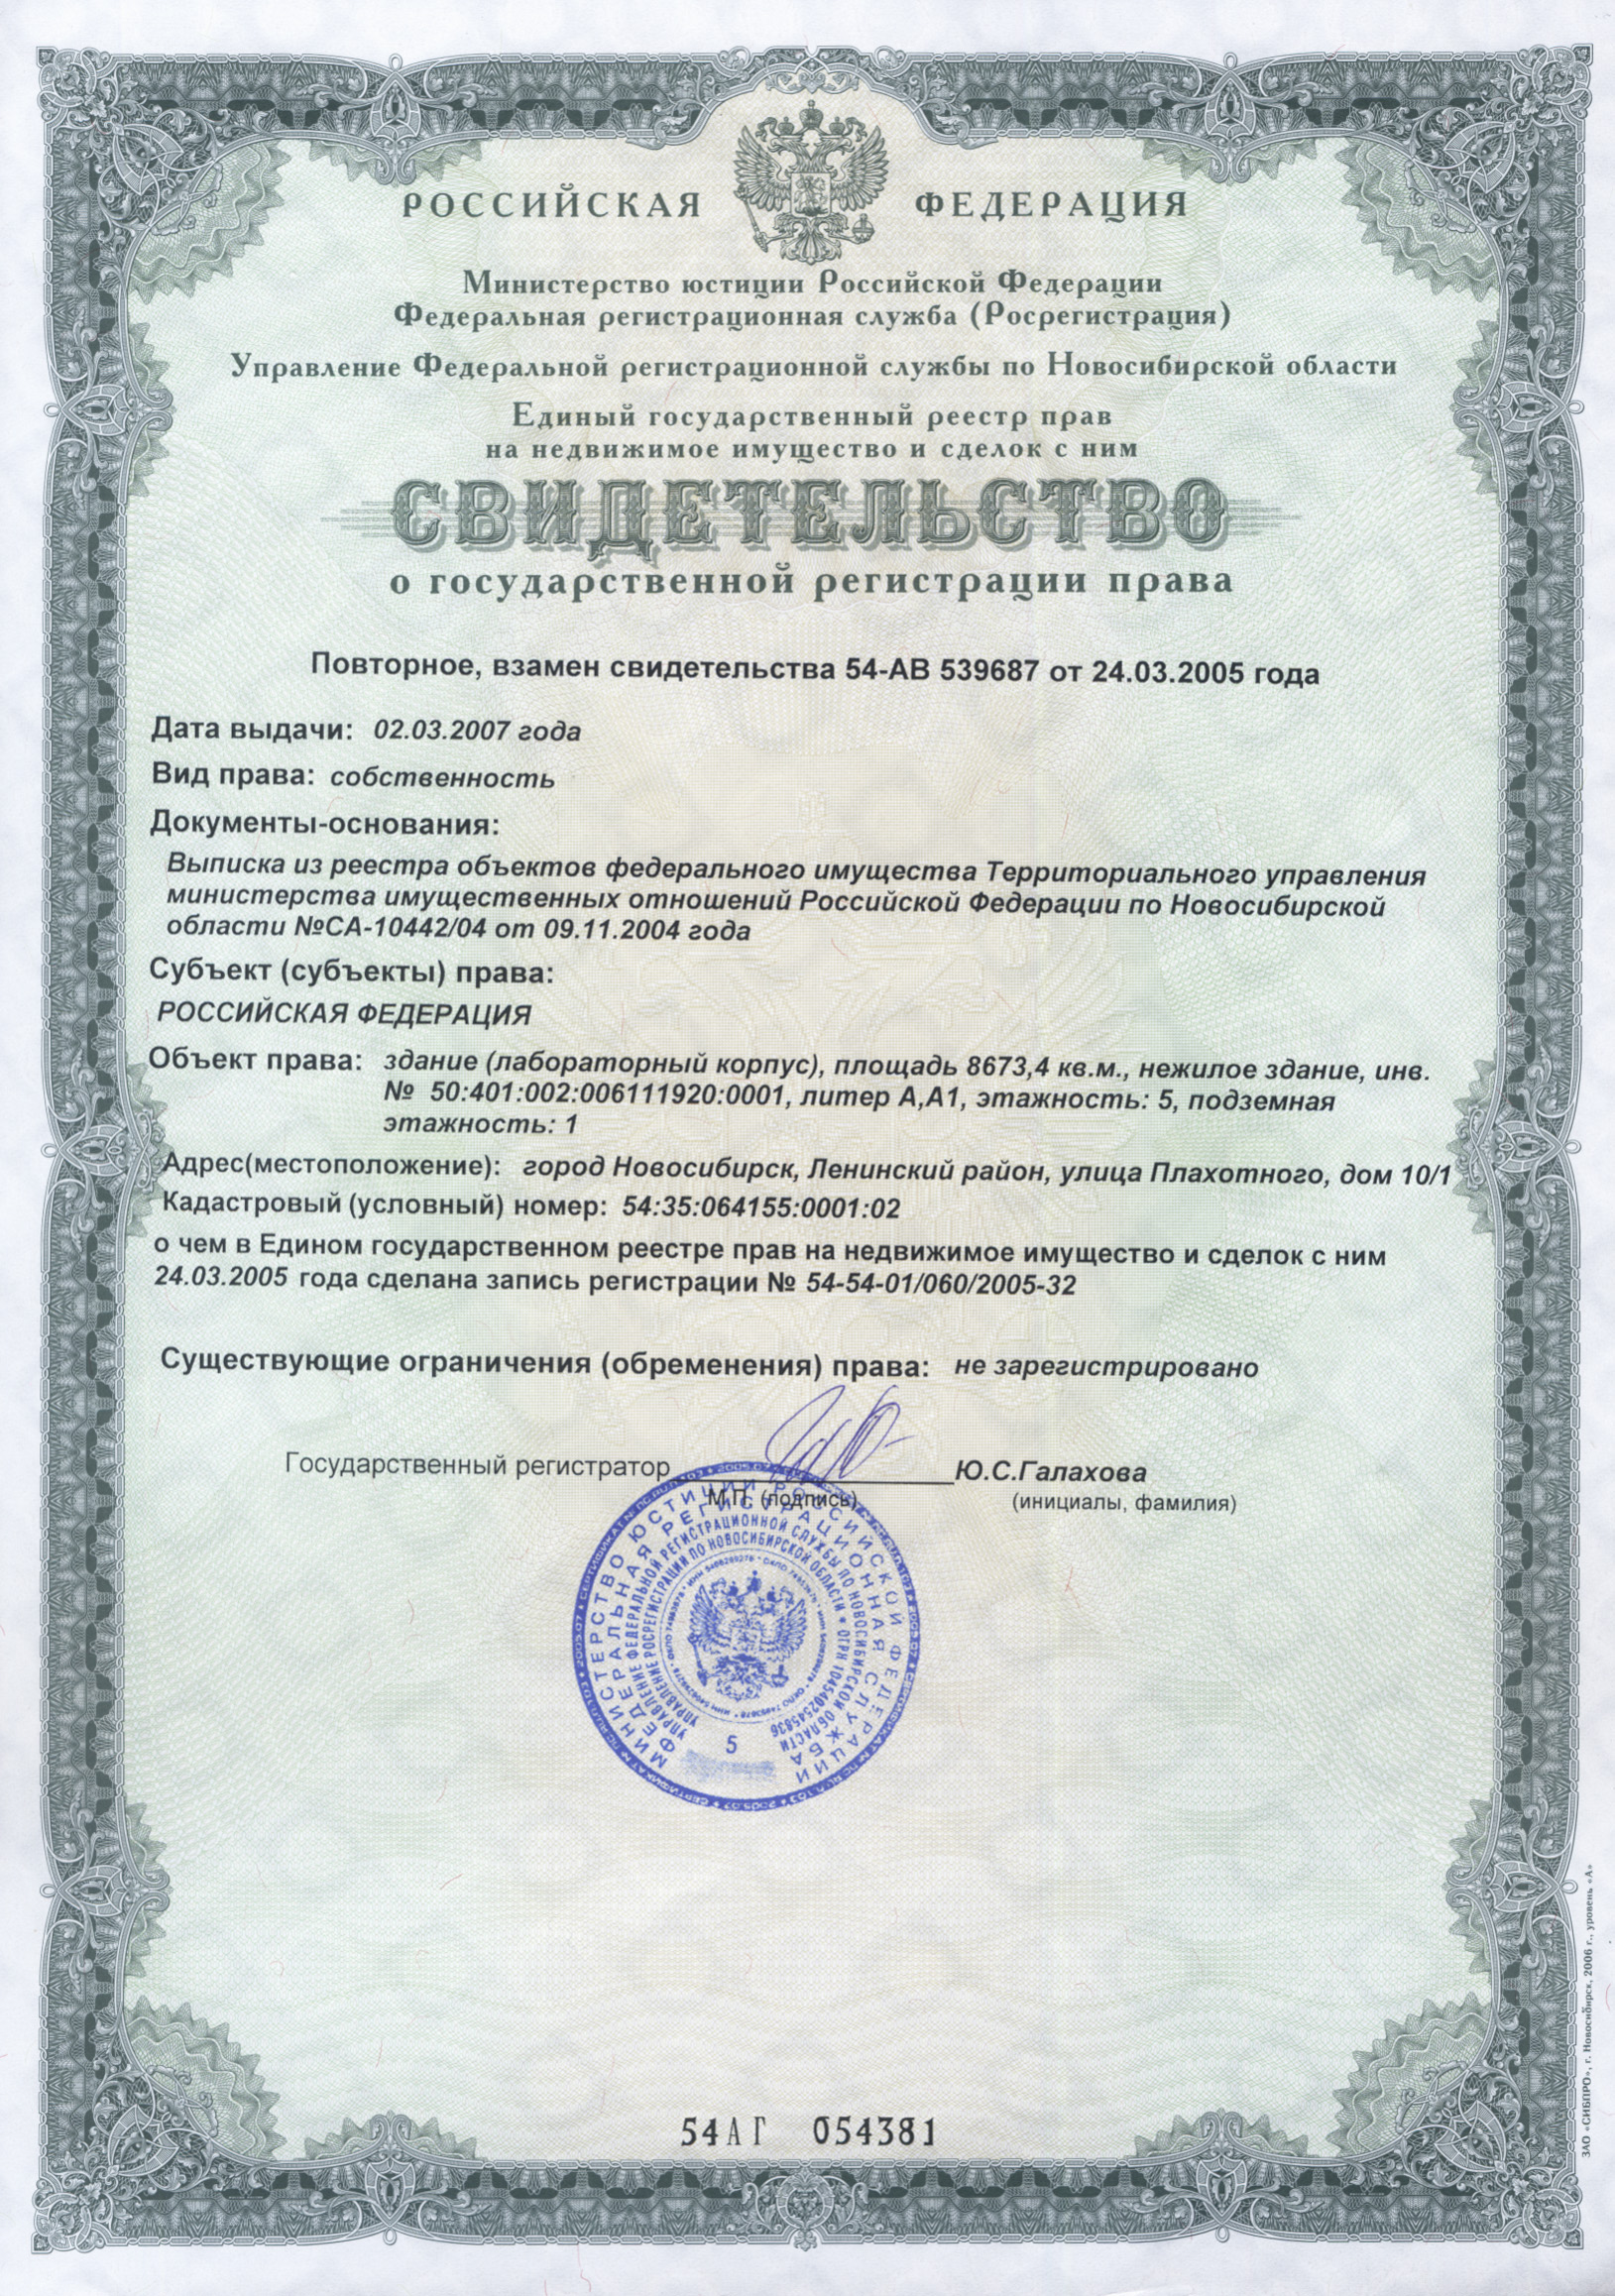 РОССИЙСКАЯ ФЕДЕРАЦИЯ
Министерство юстиции Российской Федерации
Федеральная регистрационная служба (Росрегистрация)
Управление Федеральной регистрационной службы по Новосибирской области
Единый государственный реестр прав
на недвижимое имущество и сделок с ним
СВИДЕТЕЛЬСТВО
о государственной регистрации права
Повторное, взамен свидетельства 54-АВ 539687 от 24.03.2005 года
Дата выдачи: 02.03.2007 года
Вид права: собственность
Документы-основания:
Выписка из реестра объектов федерального имущества Территориального управления
министерства имущественных отношений Российской Федерации по Новосибирской
области №СА-10442/04 от 09.11.2004 года
Субъект (субъекты) права:
РОССИЙСКАЯ ФЕДЕРАЦИЯ
Объект права: здание (лабораторный корпус), площадь 8673,4 кв.м., нежилое здание, инв.
№ 50:401:002:006111920:0001, литер А,А1, этажность: 5, подземная
этажность: 1
Адрес(местоположение): город Новосибирск, Ленинский район, улица Плахотного, дом 10/1
Кадастровый (условный) номер: 54:35:064155:0001:02
о чем в Едином государственном реестре прав на недвижимое имущество и сделок с ним
24.03.2005 года сделана запись регистрации № 54-54-01/060/2005-32
Существующие ограничения (обременения) права: не зарегистрировано
Государственный регистратор Ю.С.Галахова
М.П. (подпись) (инициалы, фамилия)
МИНИСТЕРСТВО ЮСТИЦИИ РОССИЙСКОЙ ФЕДЕРАЦИИ
ФЕДЕРАЛЬНАЯ РЕГИСТРАЦИОННАЯ СЛУЖБА
УПРАВЛЕНИЕ ФЕДЕРАЛЬНОЙ РЕГИСТРАЦИОННОЙ СЛУЖБЫ ПО НОВОСИБИРСКОЙ ОБЛАСТИ
УПРАВЛЕНИЕ РОСРЕГИСТРАЦИИ ПО НОВОСИБИРСКОЙ ОБЛАСТИ * ОГРН 1045402545836
5
54АГ 054381
ЗАО «СИБПРО», г. Новосибирск, 2006 г., уровень «А»